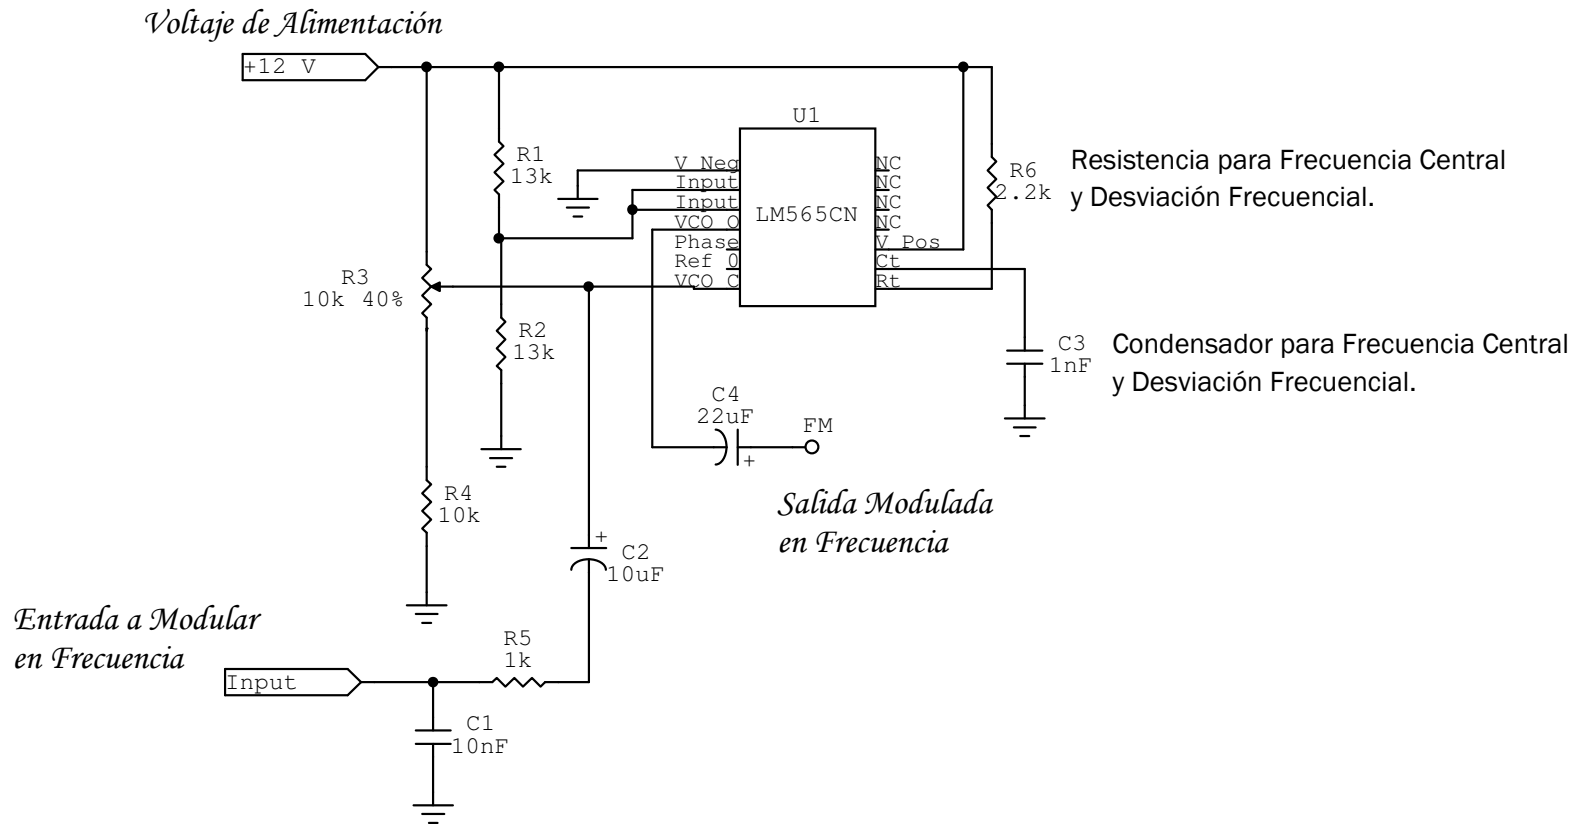 Voltaje de Alimentación
+12 V
U1
R1
13k
V Neg
Input
Input
VCO O
Phase
Ref 0
VCO C
LM565CN
NC
NC
NC
NC
V Pos
Ct
Rt
R6
2.2k
Resistencia para Frecuencia Central
y Desviación Frecuencial.
R3
10k 40%
R2
13k
C3
1nF
Condensador para Frecuencia Central
y Desviación Frecuencial.
C4
22uF
+
FM
Salida Modulada
en Frecuencia
R4
10k
+
C2
10uF
Entrada a Modular
en Frecuencia
Input
R5
1k
C1
10nF